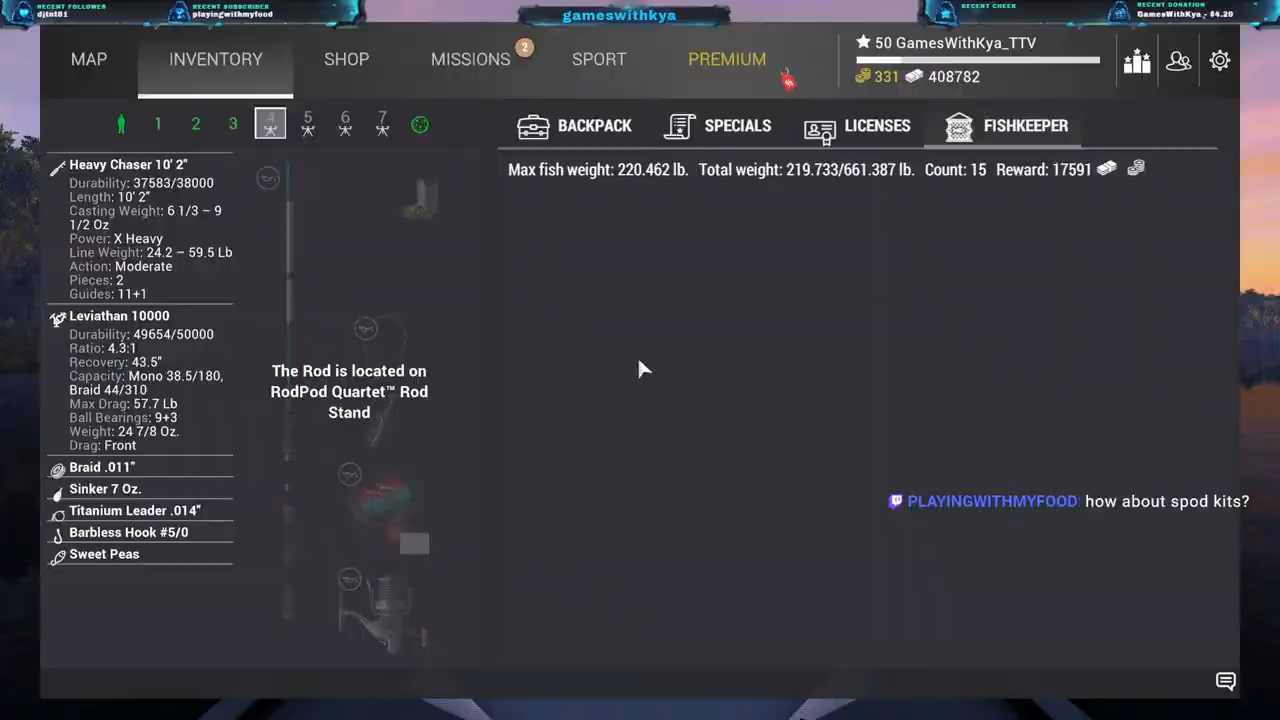 RECENT FOLLOWER
djtnt81
RECENT SUBSCRIBER
playingwithmyfood
gameswithkya
RECENT CHEER
RECENT DONATION
GamesWithKya - $4.20
MAP
INVENTORY
SHOP
MISSIONS
2
SPORT
PREMIUM
50 GamesWithKya_TTV
331
408782
1
2
3
4
5
6
7
BACKPACK
SPECIALS
LICENSES
FISHKEEPER
Max fish weight: 220.462 lb. Total weight: 219.733/661.387 lb. Count: 15 Reward: 17591
Heavy Chaser 10' 2"
Durability: 37583/38000
Length: 10' 2"
Casting Weight: 6 1/3 – 9
1/2 Oz
Power: X Heavy
Line Weight: 24.2 – 59.5 Lb
Action: Moderate
Pieces: 2
Guides: 11+1
Leviathan 10000
Durability: 49654/50000
Ratio: 4.3:1
Recovery: 43.5"
Capacity: Mono 38.5/180,
Braid 44/310
Max Drag: 57.7 Lb
Ball Bearings: 9+3
Weight: 24 7/8 Oz.
Drag: Front
Braid .011"
Sinker 7 Oz.
Titanium Leader .014"
Barbless Hook #5/0
Sweet Peas
The Rod is located on
RodPod Quartet™ Rod
Stand
PLAYINGWITHMYFOOD: how about spod kits?